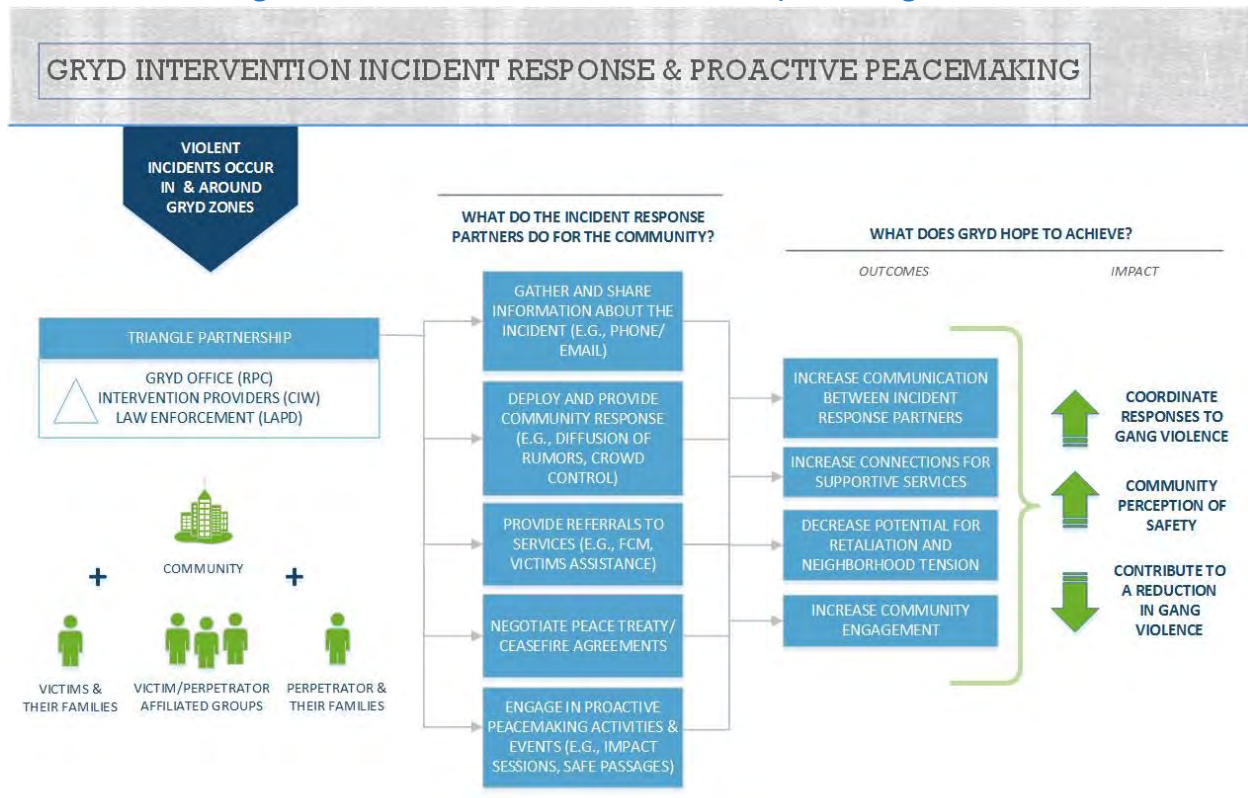 GRYD INTERVENTION INCIDENT RESPONSE & PROACTIVE PEACEMAKING
VIOLENT
INCIDENTS OCCUR
IN & AROUND
GRYD ZONES
TRIANGLE PARTNERSHIP
GRYD OFFICE (RPC)
INTERVENTION PROVIDERS (CIW)
LAW ENFORCEMENT (LAPD)
COMMUNITY
+
+
VICTIMS &
THEIR FAMILIES
VICTIM/PERPETRATOR
AFFILIATED GROUPS
PERPETRATOR &
THEIR FAMILIES
WHAT DO THE INCIDENT RESPONSE
PARTNERS DO FOR THE COMMUNITY?
GATHER AND SHARE
INFORMATION ABOUT THE
INCIDENT (E.G., PHONE/
EMAIL)
DEPLOY AND PROVIDE
COMMUNITY RESPONSE
(E.G., DIFFUSION OF
RUMORS, CROWD
CONTROL)
PROVIDE REFERRALS TO
SERVICES (E.G., FCM,
VICTIMS ASSISTANCE)
NEGOTIATE PEACE TREATY/
CEASEFIRE AGREEMENTS
ENGAGE IN PROACTIVE
PEACEMAKING ACTIVITIES &
EVENTS (E.G., IMPACT
SESSIONS, SAFE PASSAGES)
WHAT DOES GRYD HOPE TO ACHIEVE?
OUTCOMES
IMPACT
INCREASE COMMUNICATION
BETWEEN INCIDENT
RESPONSE PARTNERS
INCREASE CONNECTIONS FOR
SUPPORTIVE SERVICES
DECREASE POTENTIAL FOR
RETALIATION AND
NEIGHBORHOOD TENSION
INCREASE COMMUNITY
ENGAGEMENT
COORDINATE
RESPONSES TO
GANG VIOLENCE
COMMUNITY
PERCEPTION OF
SAFETY
CONTRIBUTE TO
A REDUCTION
IN GANG
VIOLENCE